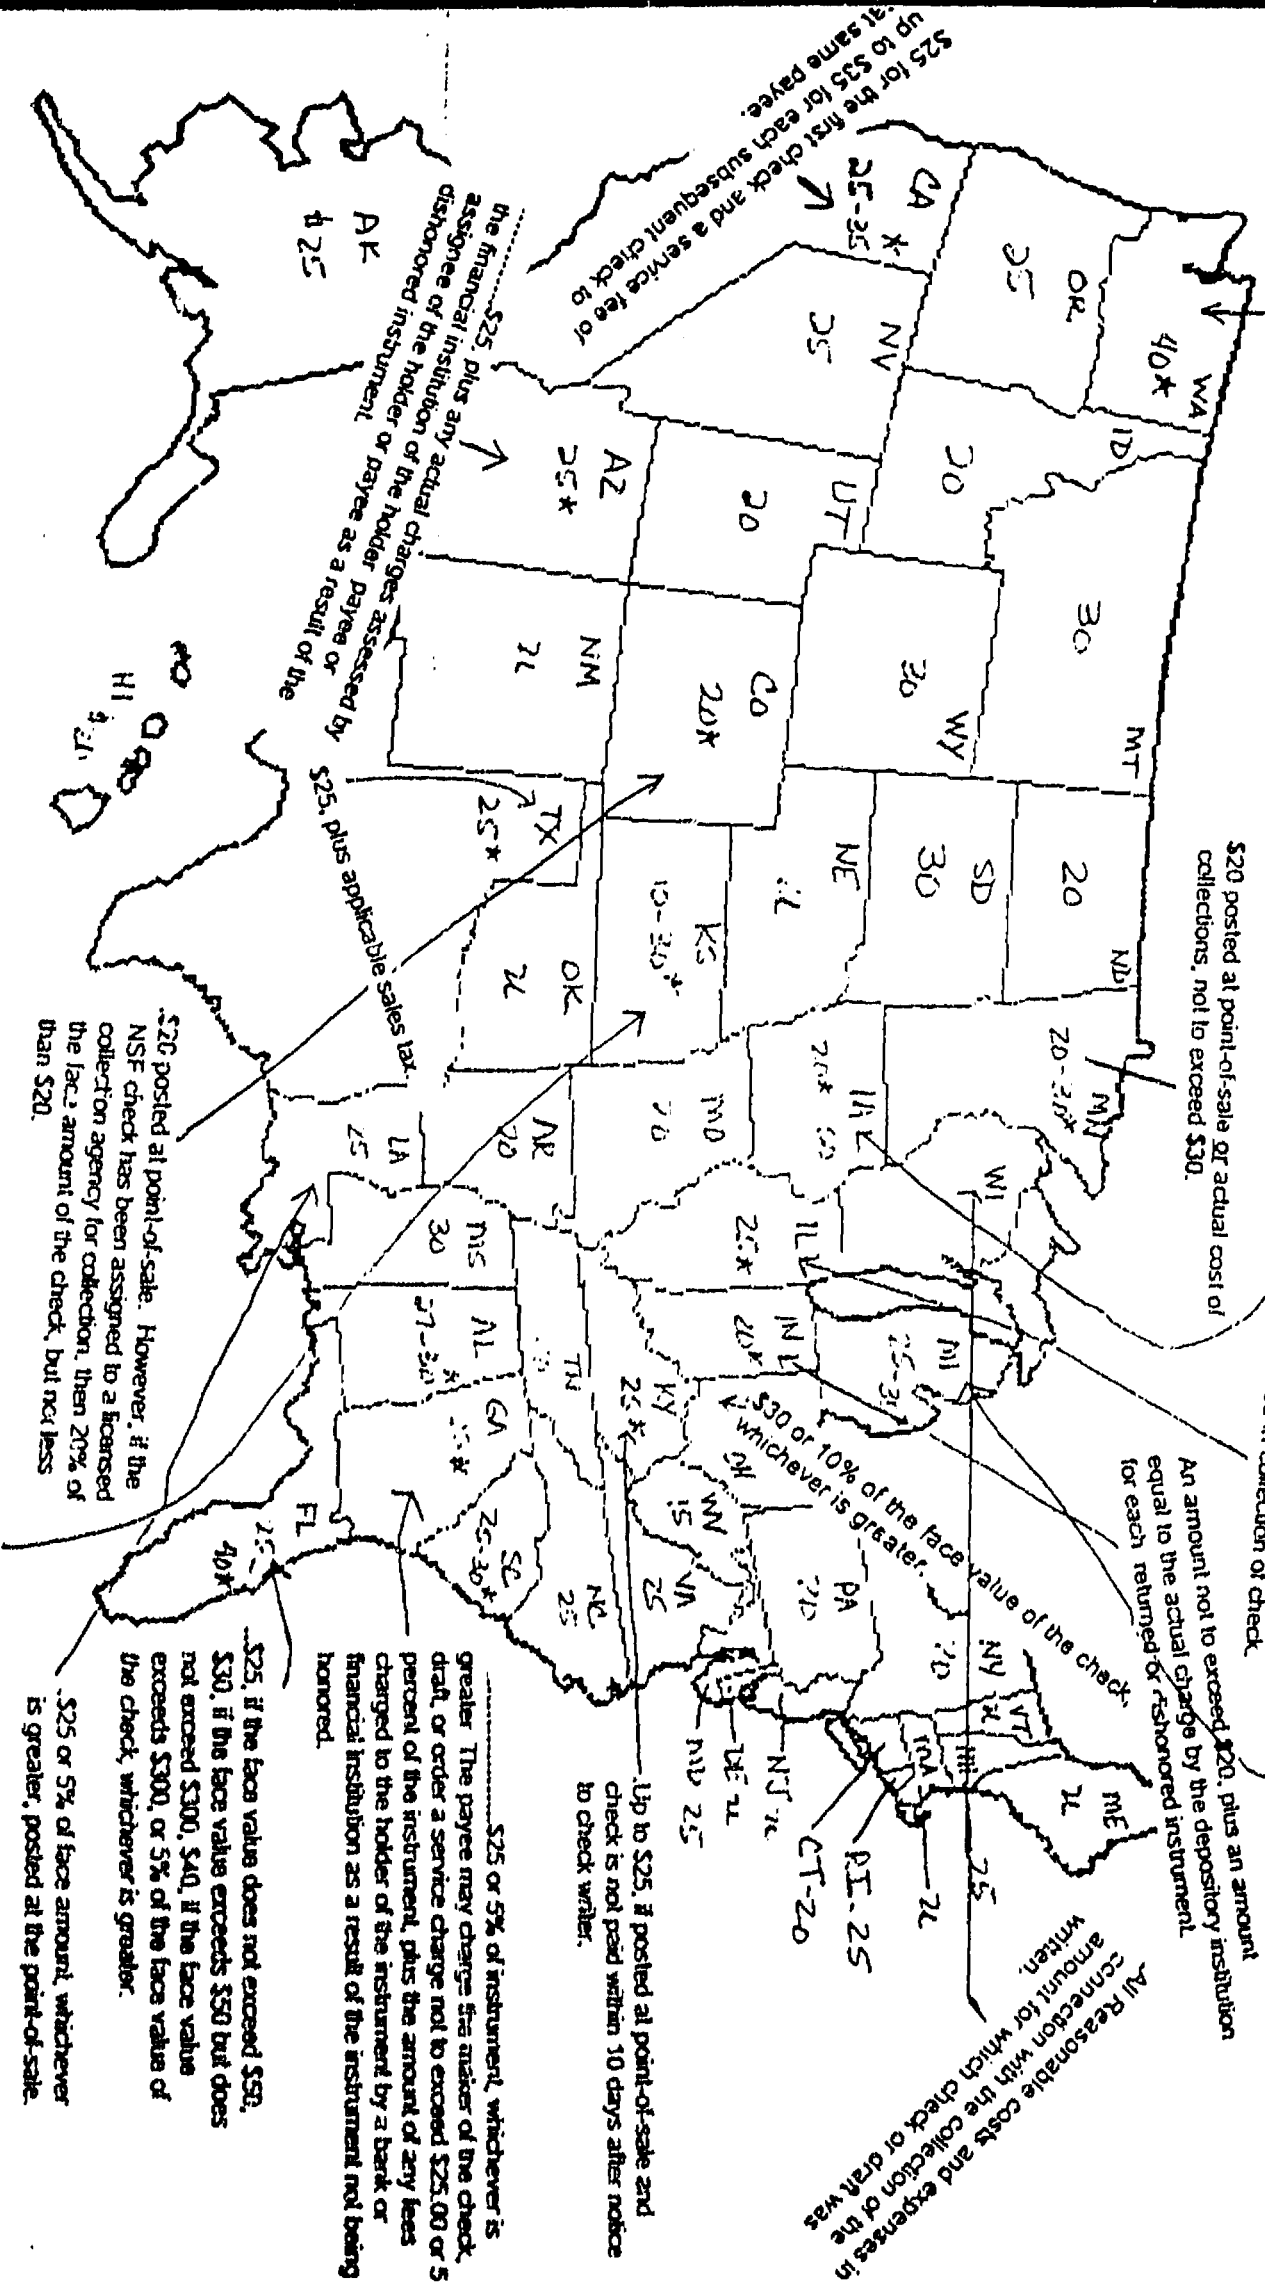 WA
40*
OR
25
CA *
25-35
$25 for the first check and a service fee of
up to $35 for each subsequent check to
at same payee.
NV
25
ID
20
MT
30
WY
30
UT
20
CO
20*
AZ
25*
NM
AK
$25
HI
............$25, plus any actual charges assessed by
the financial institution of the holder payee or
assignee of the holder or payee as a result of the
dishonored instrument.
ND
20
SD
30
NE
KS
10-30*
OK
TX
25*
$25, plus applicable sales tax.
$20 posted at point-of-sale or actual cost of
collections, not to exceed $30.
MN
IA
MO
20
AR
20
LA
25
WI
IL
25*
MS
30
...$20 posted at point-of-sale. However, if the
NSF check has been assigned to a licensed
collection agency for collection, then 20% of
the face amount of the check, but not less
than $20.
MI
IN
20*
KY
25*
TN
AL
GA
FL
40*
SC
25-30*
NC
25
VA
25
WV
15
OH
PA
20
NY
VT
NH
ME
MA
25
RI-25
CT-20
NJ
DE
MD 25
collection of check.
An amount not to exceed $20, plus an amount
equal to the actual charge by the depository institution
for each returned or dishonored instrument.
$30 or 10% of the face value of the check,
whichever is greater.
All Reasonable costs and expenses in
connection with the collection of the
amount for which check or draft was
written.
Up to $25, if posted at point-of-sale and
check is not paid within 10 days after notice
to check writer.
............$25 or 5% of instrument, whichever is
greater The payee may charge the maker of the check,
draft, or order a service charge not to exceed $25.00 or 5
percent of the instrument, plus the amount of any fees
charged to the holder of the instrument by a bank or
financial institution as a result of the instrument not being
honored.
...$25, if the face value does not exceed $50,
$30, if the face value exceeds $50 but does
not exceed $300, $40, if the face value
exceeds $300, or 5% of the face value of
the check, whichever is greater.
..$25 or 5% of face amount, whichever
is greater, posted at the point-of-sale.